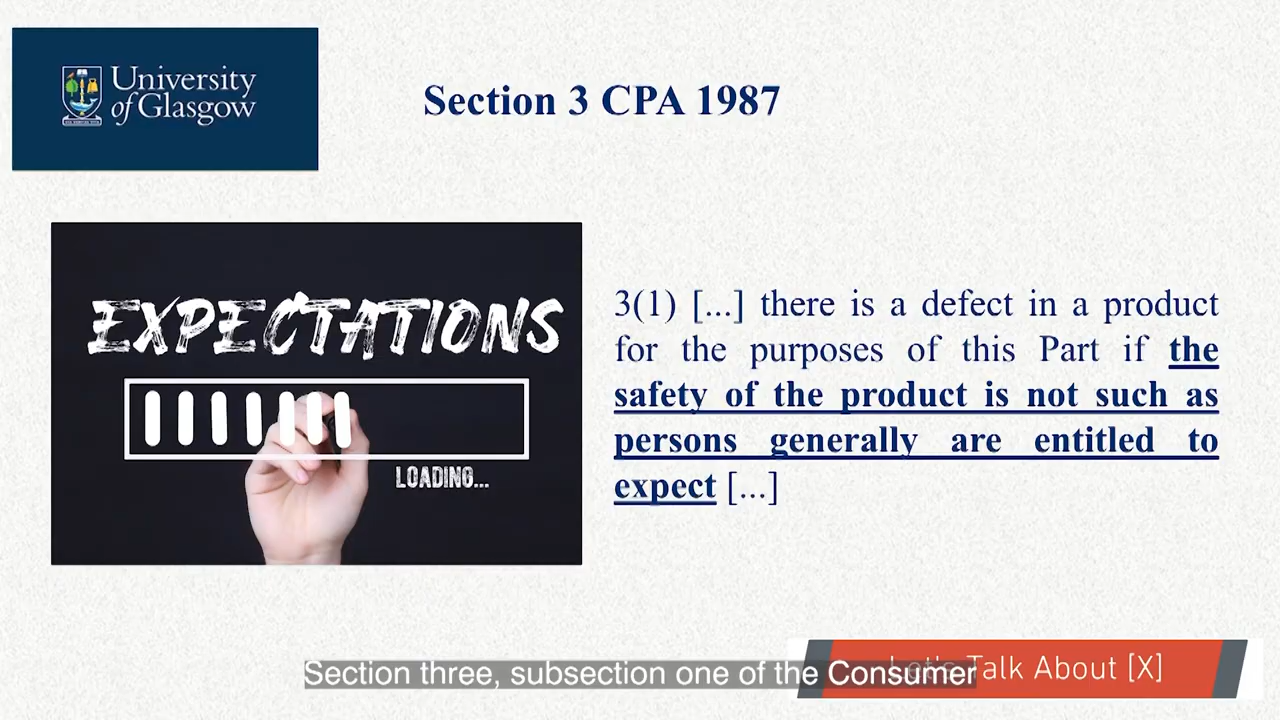 University
of Glasgow
Section 3 CPA 1987
EXPECTATIONS
LOADING...
3(1) [...] there is a defect in a product
for the purposes of this Part if the
safety of the product is not such as
persons generally are entitled to
expect [...]
Let's Talk About [X]
Section three, subsection one of the Consumer